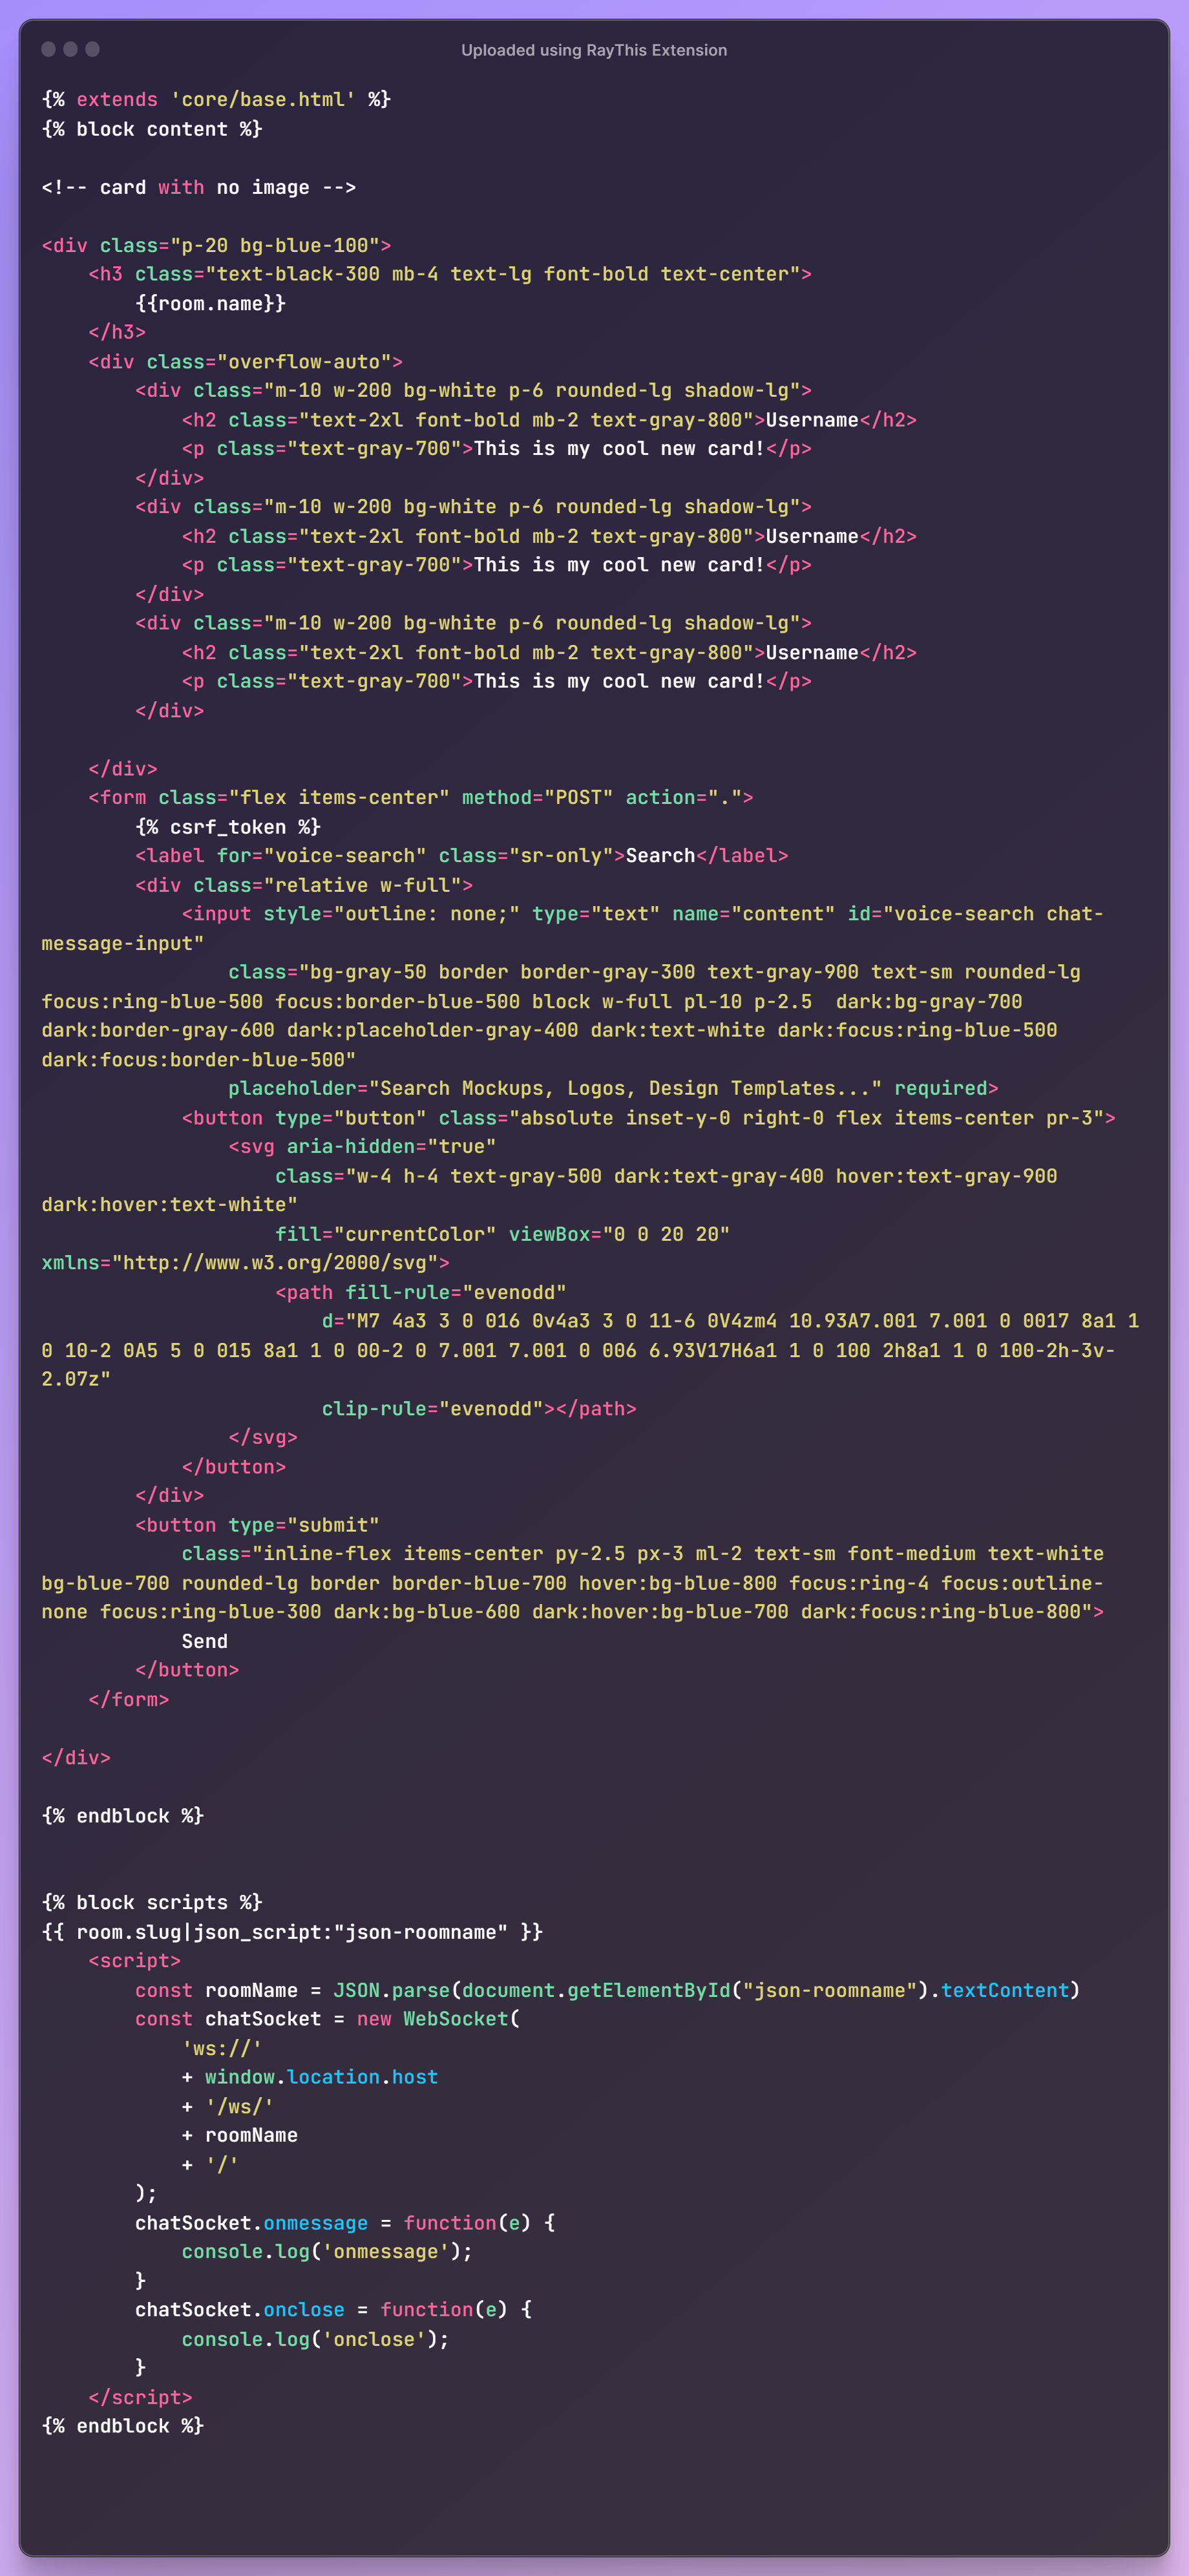 Uploaded using RayThis Extension
{% extends 'core/base.html' %}
{% block content %}

<!-- card with no image -->

<div class="p-20 bg-blue-100">
    <h3 class="text-black-300 mb-4 text-lg font-bold text-center">
        {{room.name}}
    </h3>
    <div class="overflow-auto">
        <div class="m-10 w-200 bg-white p-6 rounded-lg shadow-lg">
            <h2 class="text-2xl font-bold mb-2 text-gray-800">Username</h2>
            <p class="text-gray-700">This is my cool new card!</p>
        </div>
        <div class="m-10 w-200 bg-white p-6 rounded-lg shadow-lg">
            <h2 class="text-2xl font-bold mb-2 text-gray-800">Username</h2>
            <p class="text-gray-700">This is my cool new card!</p>
        </div>
        <div class="m-10 w-200 bg-white p-6 rounded-lg shadow-lg">
            <h2 class="text-2xl font-bold mb-2 text-gray-800">Username</h2>
            <p class="text-gray-700">This is my cool new card!</p>
        </div>

    </div>
    <form class="flex items-center" method="POST" action=".">
        {% csrf_token %}
        <label for="voice-search" class="sr-only">Search</label>
        <div class="relative w-full">
            <input style="outline: none;" type="text" name="content" id="voice-search chat-
message-input"
                class="bg-gray-50 border border-gray-300 text-gray-900 text-sm rounded-lg
focus:ring-blue-500 focus:border-blue-500 block w-full pl-10 p-2.5  dark:bg-gray-700
dark:border-gray-600 dark:placeholder-gray-400 dark:text-white dark:focus:ring-blue-500
dark:focus:border-blue-500"
                placeholder="Search Mockups, Logos, Design Templates..." required>
            <button type="button" class="absolute inset-y-0 right-0 flex items-center pr-3">
                <svg aria-hidden="true"
                    class="w-4 h-4 text-gray-500 dark:text-gray-400 hover:text-gray-900
dark:hover:text-white"
                    fill="currentColor" viewBox="0 0 20 20"
xmlns="http://www.w3.org/2000/svg">
                    <path fill-rule="evenodd"
                        d="M7 4a3 3 0 016 0v4a3 3 0 11-6 0V4zm4 10.93A7.001 7.001 0 0017 8a1 1
0 10-2 0A5 5 0 015 8a1 1 0 00-2 0 7.001 7.001 0 006 6.93V17H6a1 1 0 100 2h8a1 1 0 100-2h-3v-
2.07z"
                        clip-rule="evenodd"></path>
                </svg>
            </button>
        </div>
        <button type="submit"
            class="inline-flex items-center py-2.5 px-3 ml-2 text-sm font-medium text-white
bg-blue-700 rounded-lg border border-blue-700 hover:bg-blue-800 focus:ring-4 focus:outline-
none focus:ring-blue-300 dark:bg-blue-600 dark:hover:bg-blue-700 dark:focus:ring-blue-800">
            Send
        </button>
    </form>

</div>

{% endblock %}


{% block scripts %}
{{ room.slug|json_script:"json-roomname" }}
    <script>
        const roomName = JSON.parse(document.getElementById("json-roomname").textContent)
        const chatSocket = new WebSocket(
            'ws://'
            + window.location.host
            + '/ws/'
            + roomName
            + '/'
        );
        chatSocket.onmessage = function(e) {
            console.log('onmessage');
        }
        chatSocket.onclose = function(e) {
            console.log('onclose');
        }
    </script>
{% endblock %}